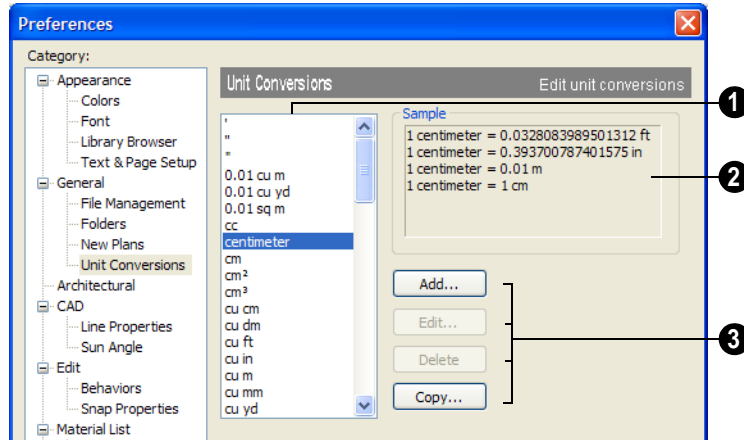 Preferences
Category:
Appearance
Colors
Font
Library Browser
Text & Page Setup
General
File Management
Folders
New Plans
Unit Conversions
Architectural
CAD
Line Properties
Sun Angle
Edit
Behaviors
Snap Properties
Material List
Unit Conversions
Edit unit conversions
'
"
"
0.01 cu m
0.01 cu yd
0.01 sq m
cc
centimeter
cm
cm²
cm³
cu cm
cu dm
cu ft
cu in
cu m
cu mm
cu yd
Sample
1 centimeter = 0.0328083989501312 ft
1 centimeter = 0.393700787401575 in
1 centimeter = 0.01 m
1 centimeter = 1 cm
Add...
Edit...
Delete
Copy...
1
2
3